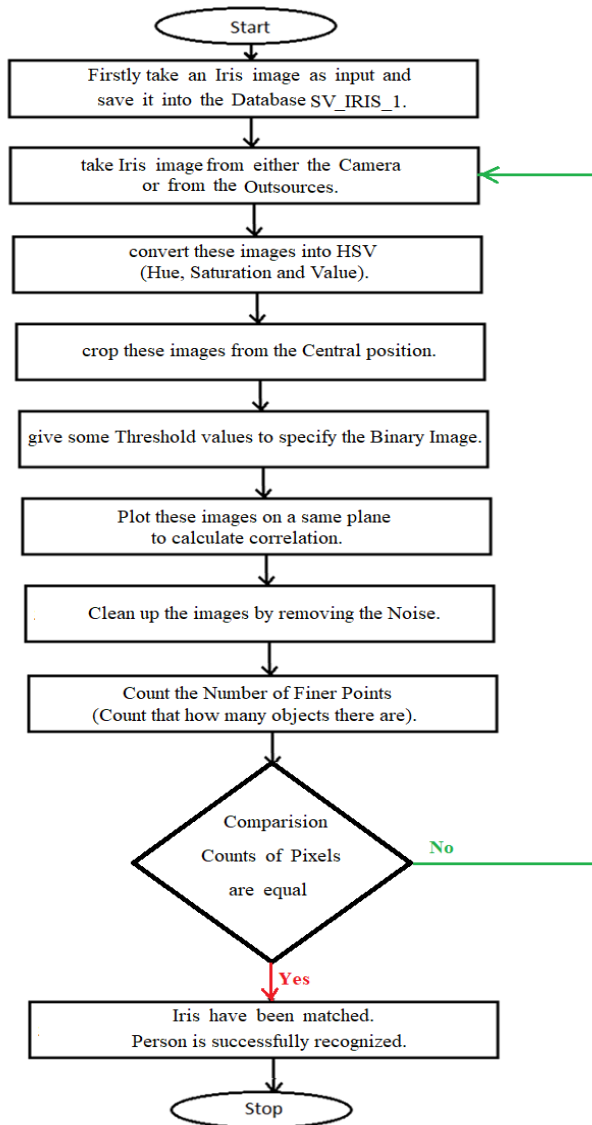 Start
Firstly take an Iris image as input and
save it into the Database SV_IRIS_1.
take Iris image from either the Camera
or from the Outsources.
convert these images into HSV
(Hue, Saturation and Value).
crop these images from the Central position.
give some Threshold values to specify the Binary Image.
Plot these images on a same plane
to calculate correlation.
Clean up the images by removing the Noise.
Count the Number of Finer Points
(Count that how many objects there are).
Comparision
Counts of Pixels
are equal
No
Yes
Iris have been matched.
Person is successfully recognized.
Stop